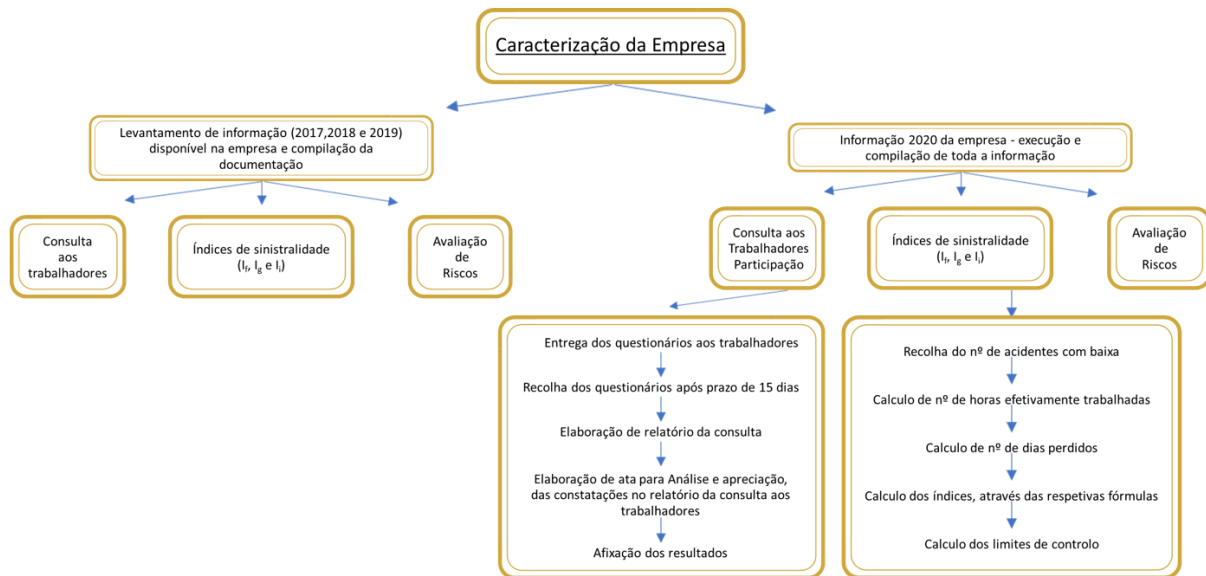 Caracterização da Empresa
Levantamento de informação (2017,2018 e 2019)
disponível na empresa e compilação da
documentação
Informação 2020 da empresa - execução e
compilação de toda a informação
Consulta
aos
trabalhadores
Índices de sinistralidade
(If, Ig e Ii)
Avaliação
de
Riscos
Consulta aos
Trabalhadores
Participação
Índices de sinistralidade
(If, Ig e Ii)
Avaliação
de
Riscos
Entrega dos questionários aos trabalhadores
Recolha dos questionários após prazo de 15 dias
Elaboração de relatório da consulta
Elaboração de ata para Análise e apreciação,
das constatações no relatório da consulta aos
trabalhadores
Afixação dos resultados
Recolha do nº de acidentes com baixa
Calculo de nº de horas efetivamente trabalhadas
Calculo de nº de dias perdidos
Calculo dos índices, através das respetivas fórmulas
Calculo dos limites de controlo